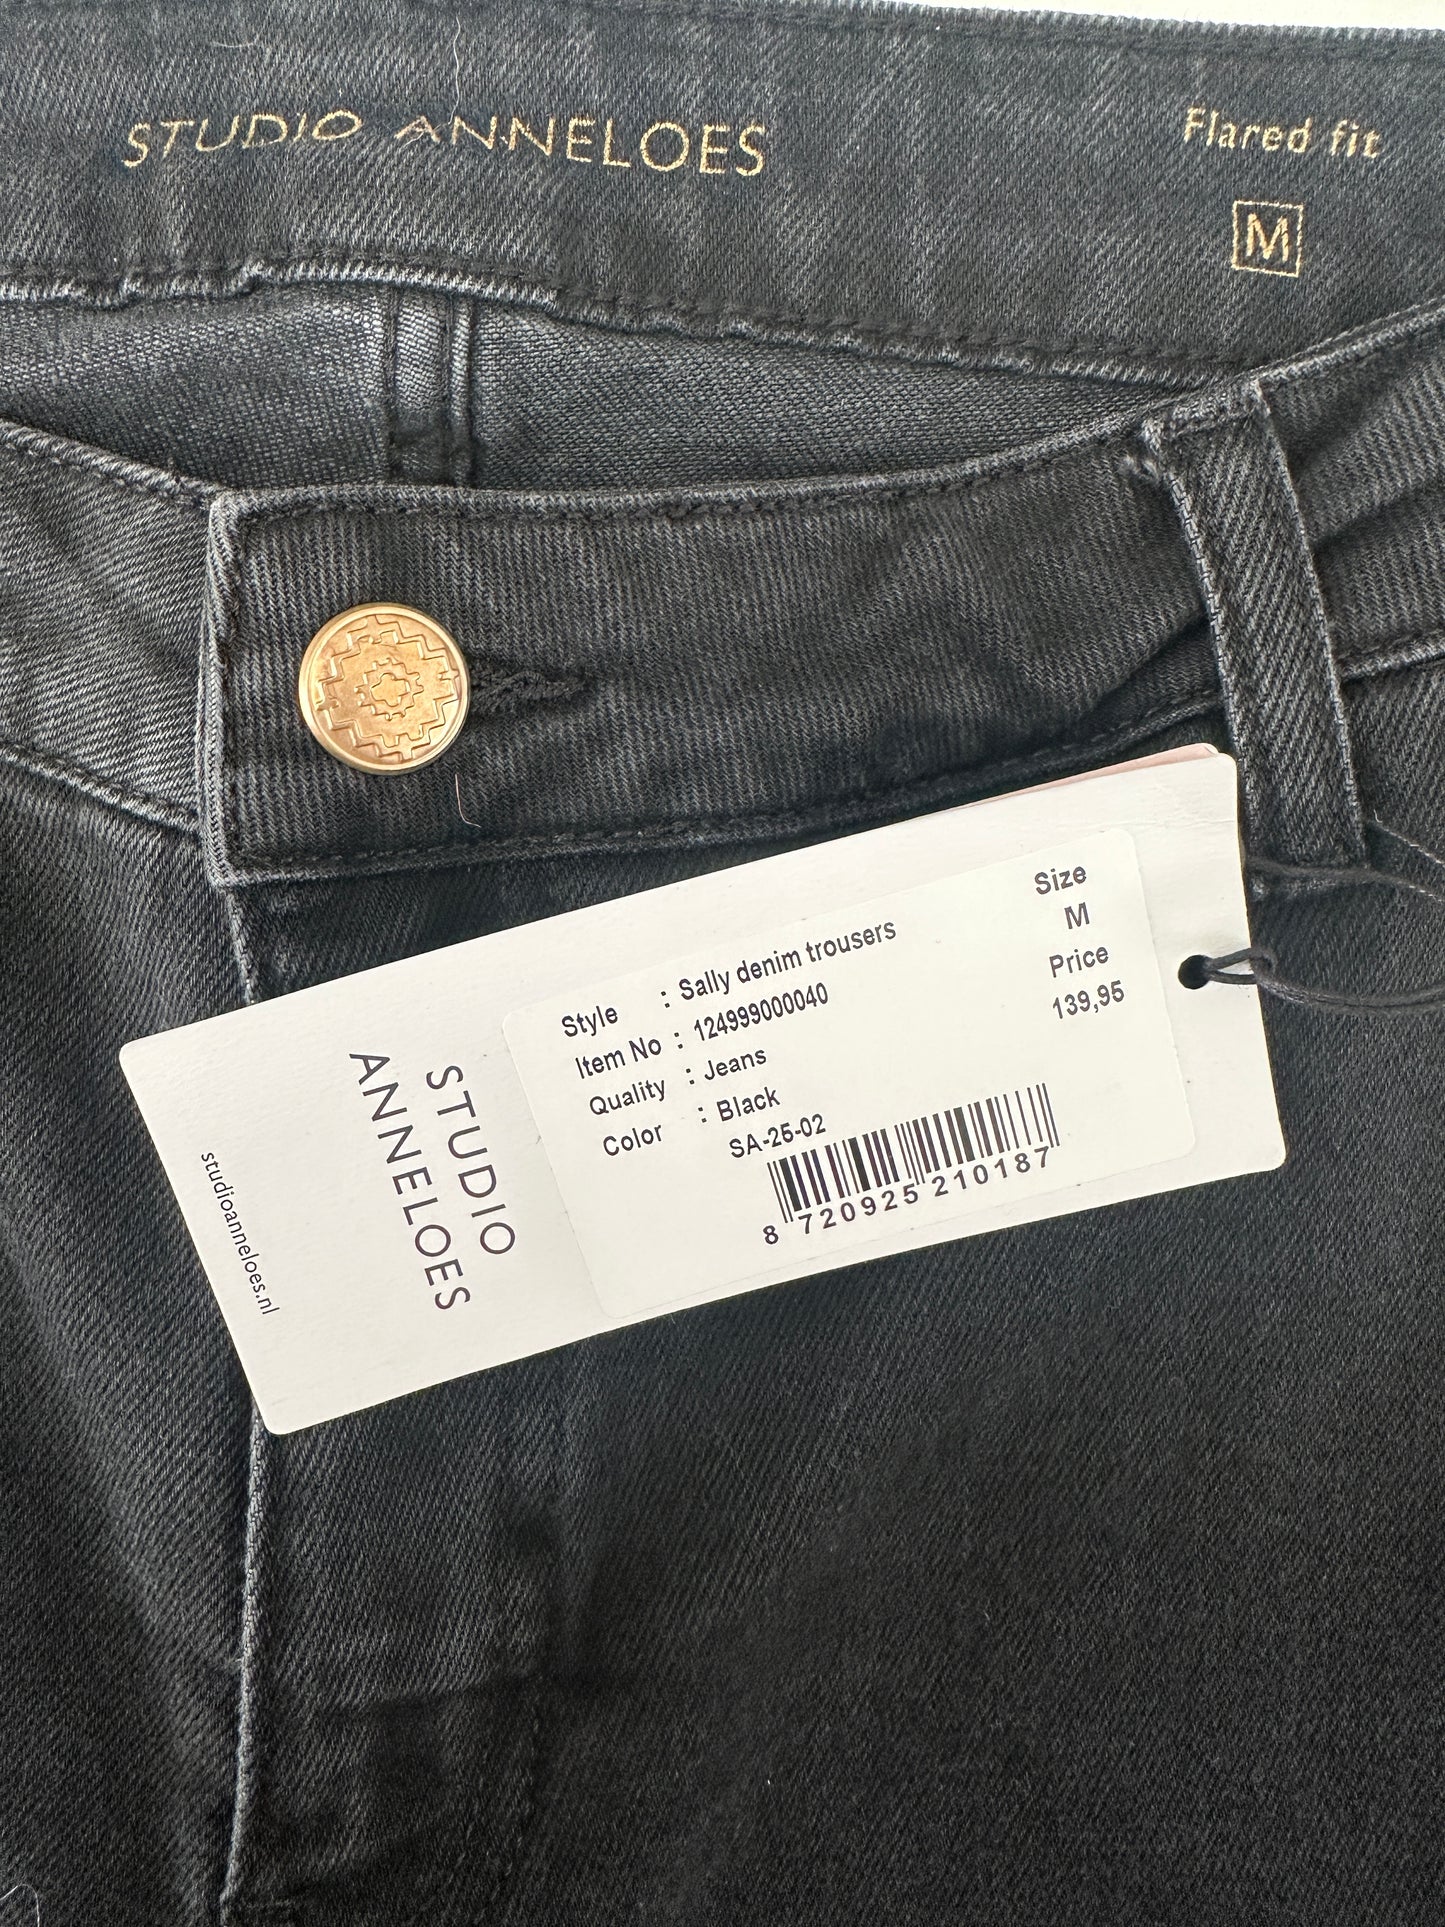 STUDIO ANNELOES
Flared fit
M
Size
M
Price
139,95
Style : Sally denim trousers
Item No : 124999000040
Quality : Jeans
Color : Black
SA-25-02
8 720925 210187
STUDIO
ANNELOES
studioanneloes.nl